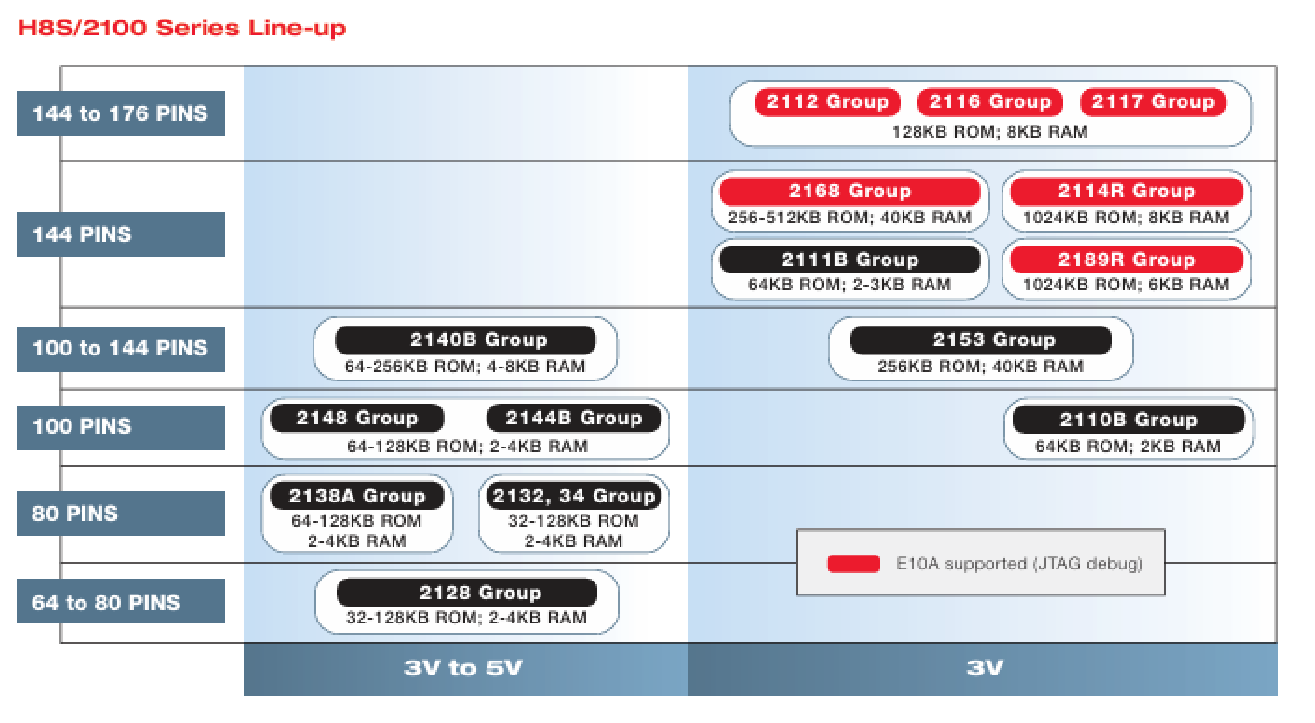 H8S/2100 Series Line-up
144 to 176 PINS
2112 Group 2116 Group 2117 Group
128KB ROM; 8KB RAM
144 PINS
2168 Group
256-512KB ROM; 40KB RAM
2114R Group
1024KB ROM; 8KB RAM
2111B Group
64KB ROM; 2-3KB RAM
2189R Group
1024KB ROM; 6KB RAM
100 to 144 PINS
2140B Group
64-256KB ROM; 4-8KB RAM
2153 Group
256KB ROM; 40KB RAM
100 PINS
2148 Group 2144B Group
64-128KB ROM; 2-4KB RAM
2110B Group
64KB ROM; 2KB RAM
80 PINS
2138A Group
64-128KB ROM
2-4KB RAM
2132, 34 Group
32-128KB ROM
2-4KB RAM
E10A supported (JTAG debug)
64 to 80 PINS
2128 Group
32-128KB ROM; 2-4KB RAM
3V to 5V
3V